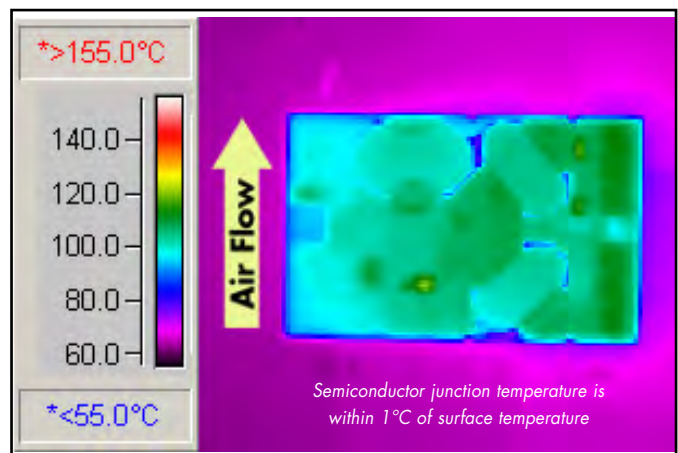 *>155.0°C
140.0
120.0
100.0
80.0
60.0
*<55.0°C
Air Flow
Semiconductor junction temperature is
within 1°C of surface temperature